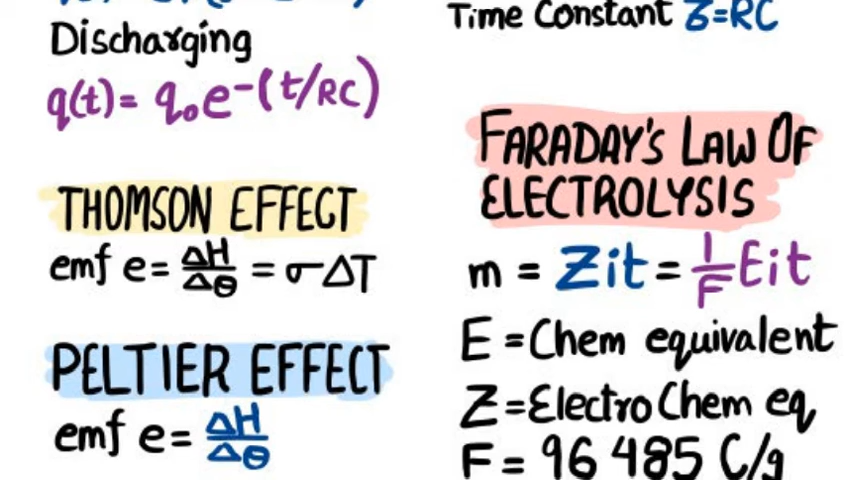 Discharging
q(t) = q₀e-(t/RC)
THOMSON EFFECT
emf e = ΔH/Δθ = σΔT
PELTIER EFFECT
emf e = ΔH/Δθ
Time Constant τ=RC
FARADAY'S LAW OF
ELECTROLYSIS
m = Zit = 1/F Eit
E = Chem equivalent
Z = Electro Chem eq
F = 96 485 C/g